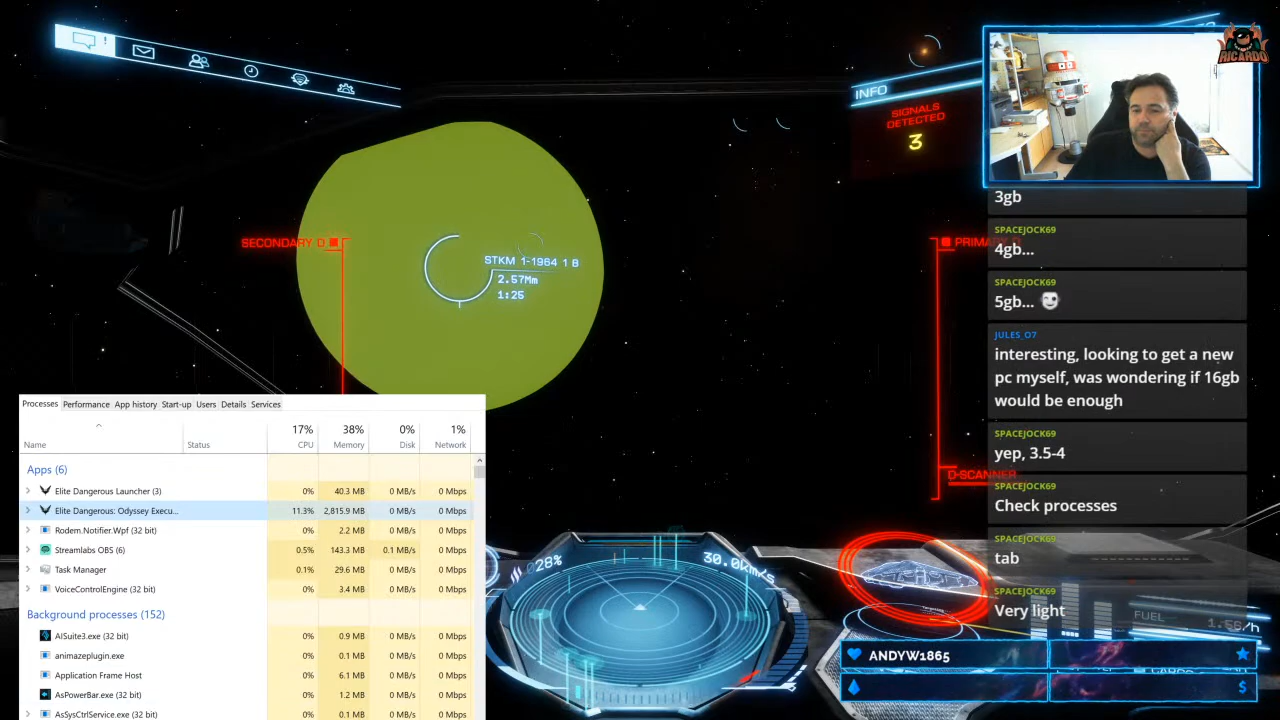 RICARDO
INFO
SIGNALS
DETECTED
3
SECONDARY D
PRIMARY D
STKM 1-1964 1 B
2.57Mm
1:25
D-SCANNER
028%
30.0km/s
FUEL
1.56/h
Processes Performance App history Start-up Users Details Services
17% 38% 0% 1%
Name Status CPU Memory Disk Network
Apps (6)
Elite Dangerous Launcher (3) 0% 40.3 MB 0 MB/s 0 Mbps
Elite Dangerous: Odyssey Execu... 11.3% 2,815.9 MB 0 MB/s 0 Mbps
Rodem.Notifier.Wpf (32 bit) 0% 2.2 MB 0 MB/s 0 Mbps
Streamlabs OBS (6) 0.5% 143.3 MB 0.1 MB/s 0 Mbps
Task Manager 0.1% 29.6 MB 0 MB/s 0 Mbps
VoiceControlEngine (32 bit) 0% 3.4 MB 0 MB/s 0 Mbps
Background processes (152)
AISuite3.exe (32 bit) 0% 0.9 MB 0 MB/s 0 Mbps
animazeplugin.exe 0% 0.1 MB 0 MB/s 0 Mbps
Application Frame Host 0% 6.1 MB 0 MB/s 0 Mbps
AsPowerBar.exe (32 bit) 0% 1.2 MB 0 MB/s 0 Mbps
AsSysCtrlService.exe (32 bit) 0% 0.1 MB 0 MB/s 0 Mbps
3gb
SPACEJOCK69
4gb...
SPACEJOCK69
5gb...
JULES_O7
interesting, looking to get a new
pc myself, was wondering if 16gb
would be enough
SPACEJOCK69
yep, 3.5-4
SPACEJOCK69
Check processes
SPACEJOCK69
tab
SPACEJOCK69
Very light
ANDYW1865
$